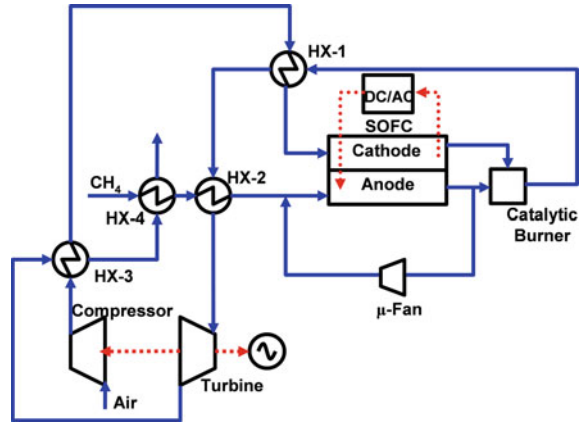 HX-1
DC/AC
SOFC
Cathode
Anode
CH4
HX-4
HX-2
Catalytic
Burner
HX-3
μ-Fan
Compressor
Turbine
Air